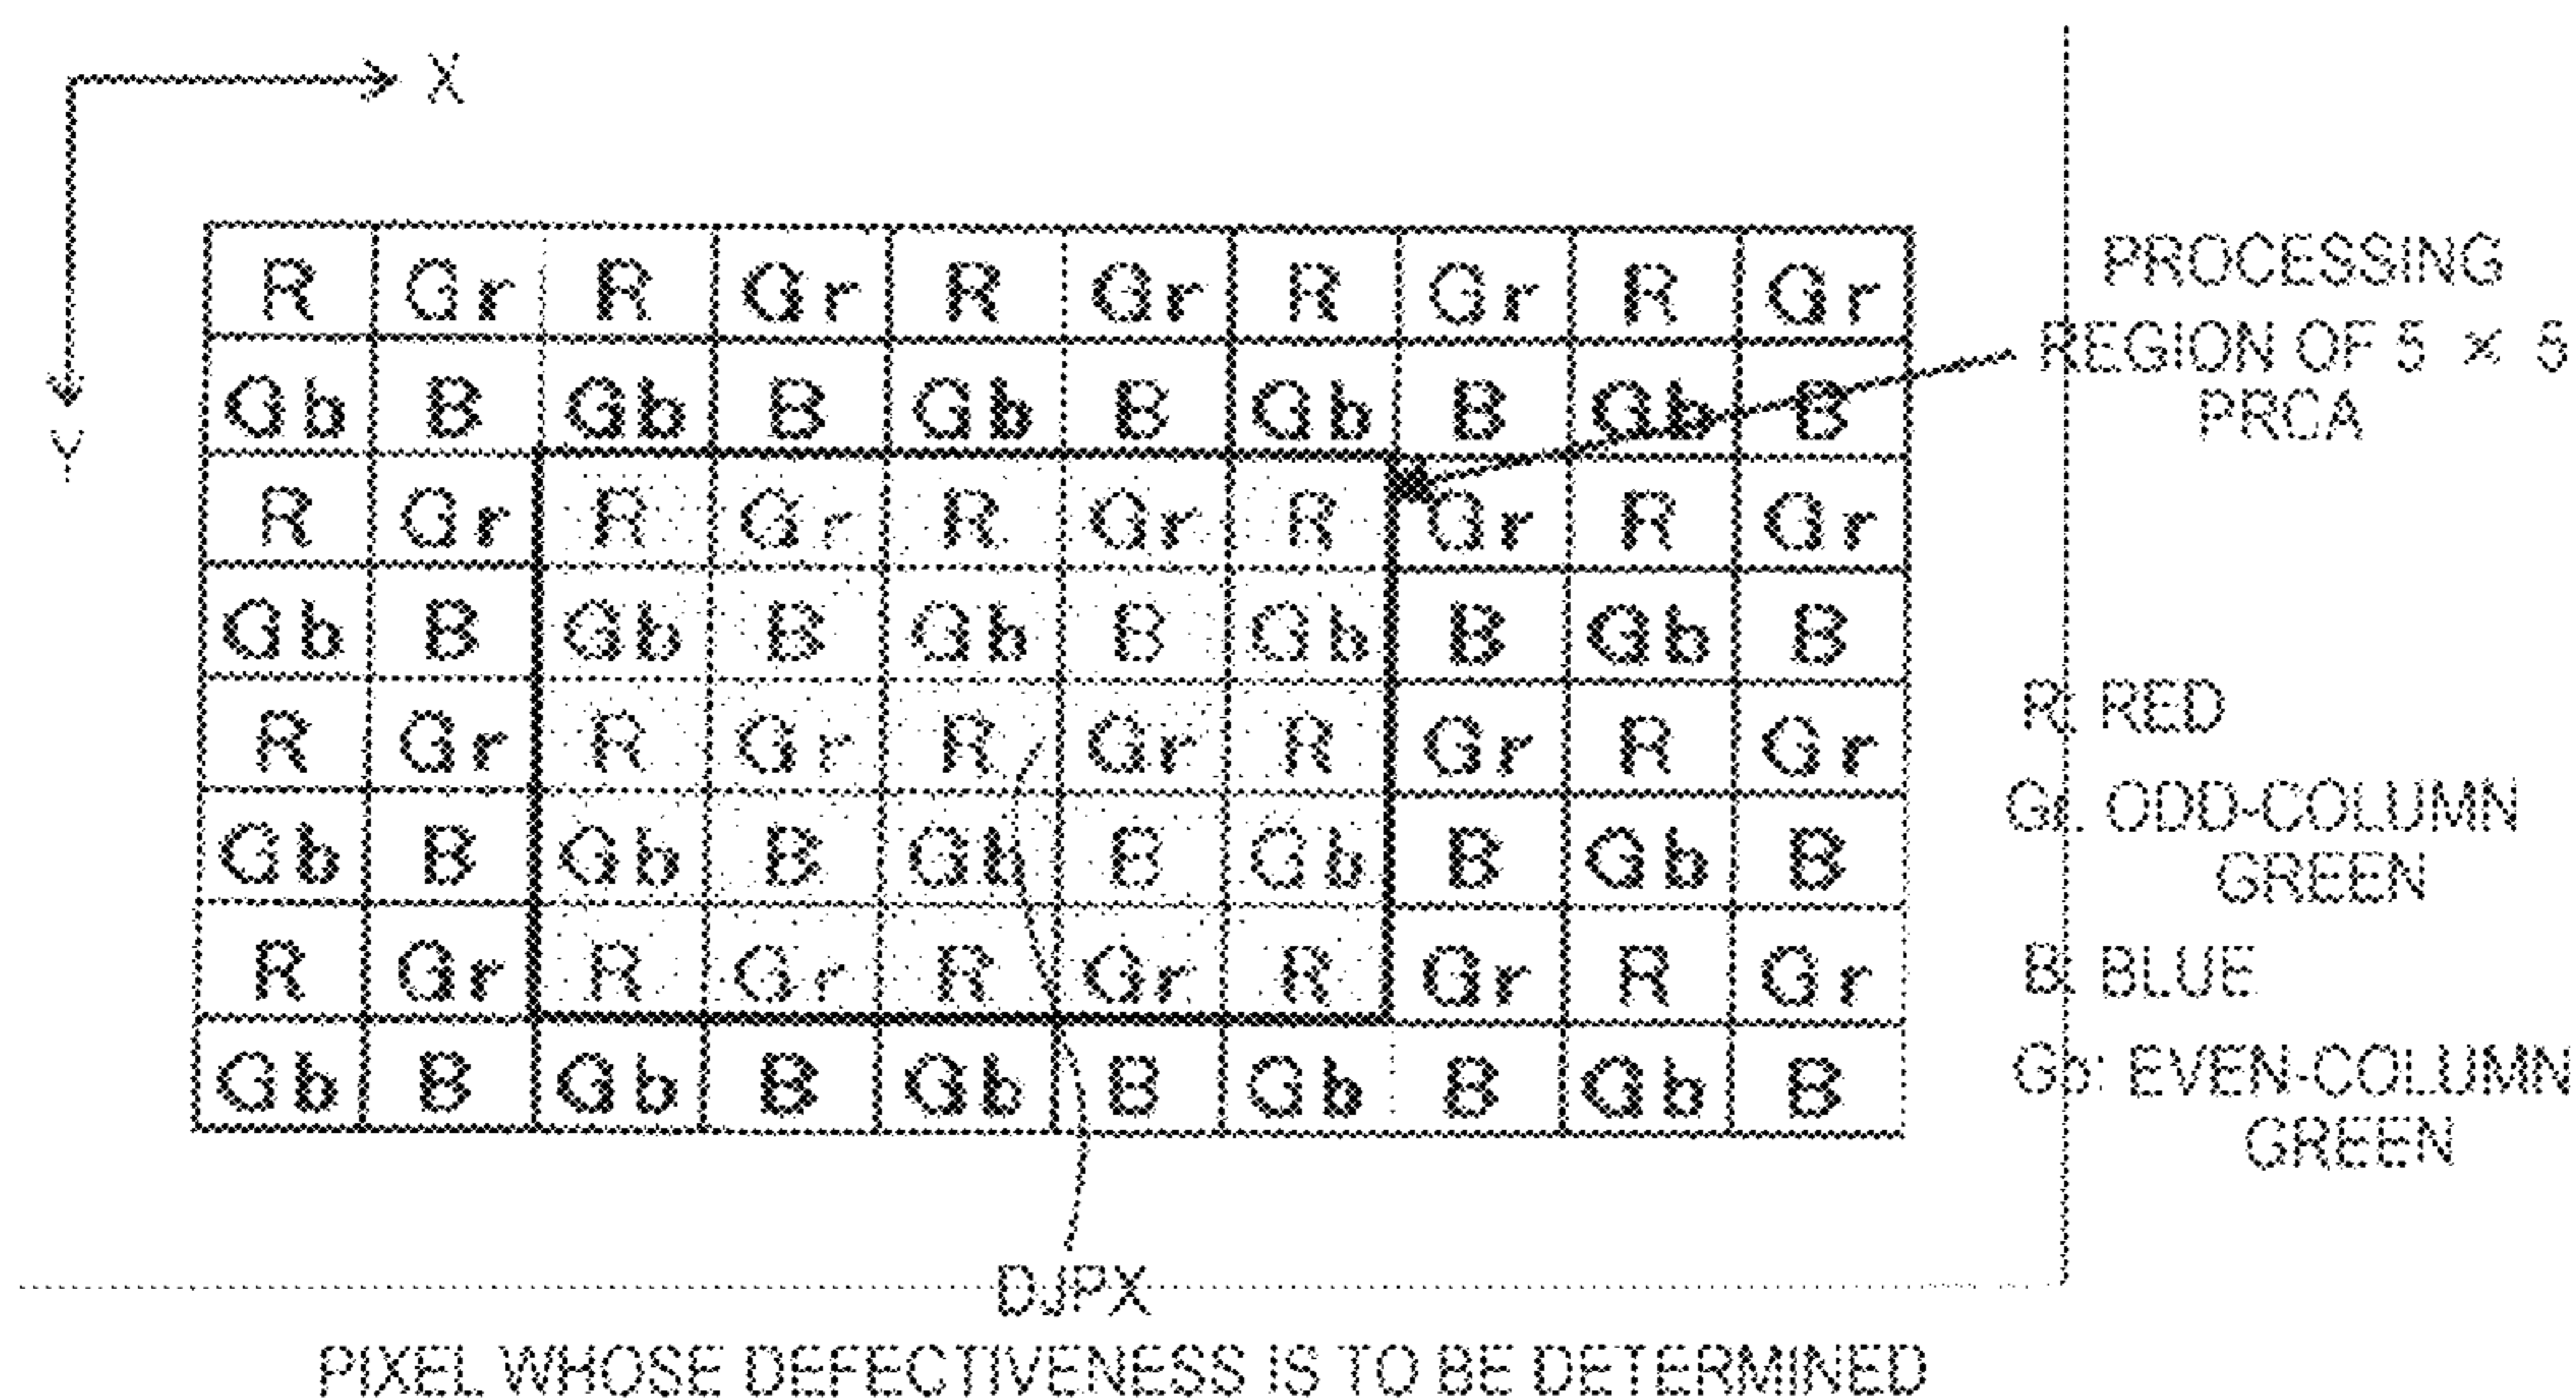 X
Y
R Gr R Gr R Gr R Gr R Gr
Gb B Gb B Gb B Gb B Gb B
R Gr R Gr R Gr R Gr R Gr
Gb B Gb B Gb B Gb B Gb B
R Gr R Gr R Gr R Gr R Gr
Gb B Gb B Gb B Gb B Gb B
R Gr R Gr R Gr R Gr R Gr
Gb B Gb B Gb B Gb B Gb B
PROCESSING
REGION OF 5 × 5
PRCA
R: RED
Gr: ODD-COLUMN
GREEN
B: BLUE
Gb: EVEN-COLUMN
GREEN
DJPX
PIXEL WHOSE DEFECTIVENESS IS TO BE DETERMINED